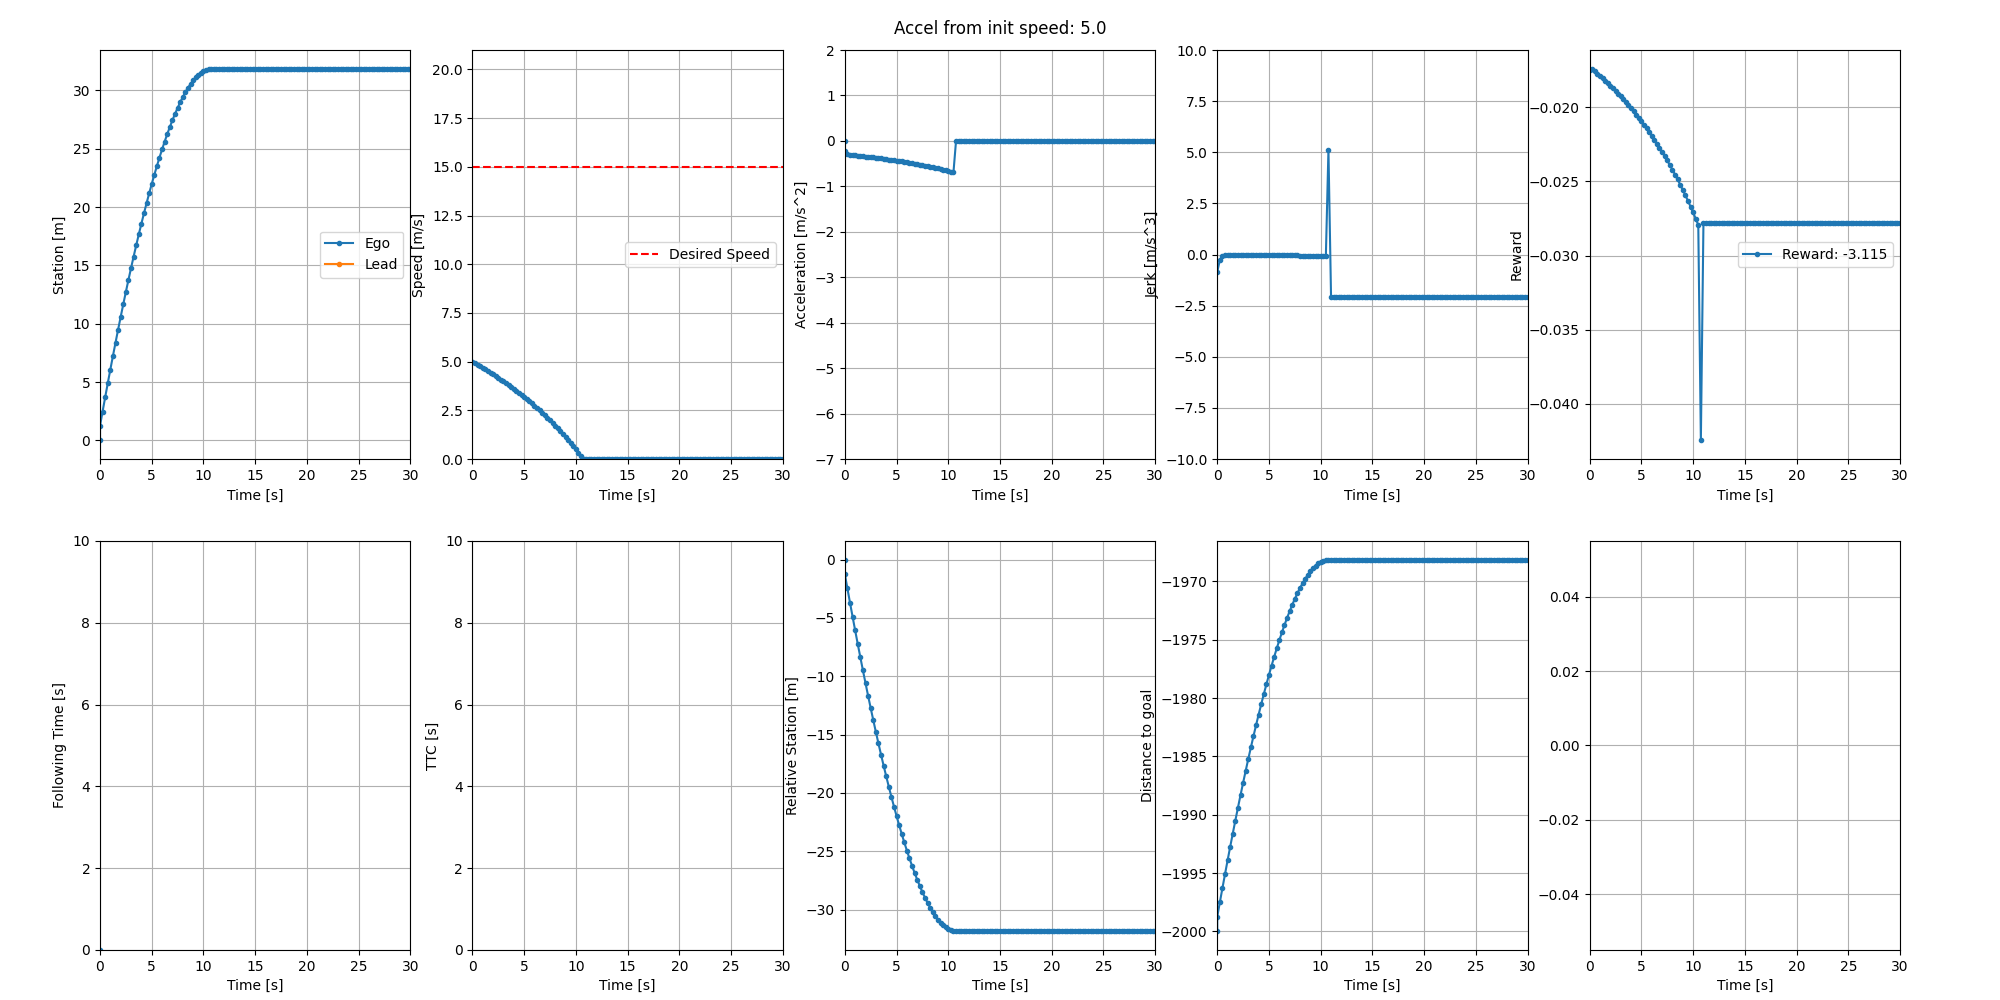 Accel from init speed: 5.0
Station [m]
30
25
20
15
10
5
0
Ego
Lead
0 5 10 15 20 25 30
Time [s]
Speed [m/s]
20.0
17.5
15.0
12.5
10.0
7.5
5.0
2.5
0.0
Desired Speed
0 5 10 15 20 25 30
Time [s]
Acceleration [m/s^2]
2
1
0
−1
−2
−3
−4
−5
−6
−7
0 5 10 15 20 25 30
Time [s]
Jerk [m/s^3]
10.0
7.5
5.0
2.5
0.0
−2.5
−5.0
−7.5
−10.0
0 5 10 15 20 25 30
Time [s]
Reward
−0.020
−0.025
−0.030
−0.035
−0.040
Reward: -3.115
0 5 10 15 20 25 30
Time [s]
Following Time [s]
10
8
6
4
2
0
0 5 10 15 20 25 30
Time [s]
TTC [s]
10
8
6
4
2
0
0 5 10 15 20 25 30
Time [s]
Relative Station [m]
0
−5
−10
−15
−20
−25
−30
0 5 10 15 20 25 30
Time [s]
Distance to goal
−1970
−1975
−1980
−1985
−1990
−1995
−2000
0 5 10 15 20 25 30
Time [s]
0.04
0.02
0.00
−0.02
−0.04
0 5 10 15 20 25 30
Time [s]